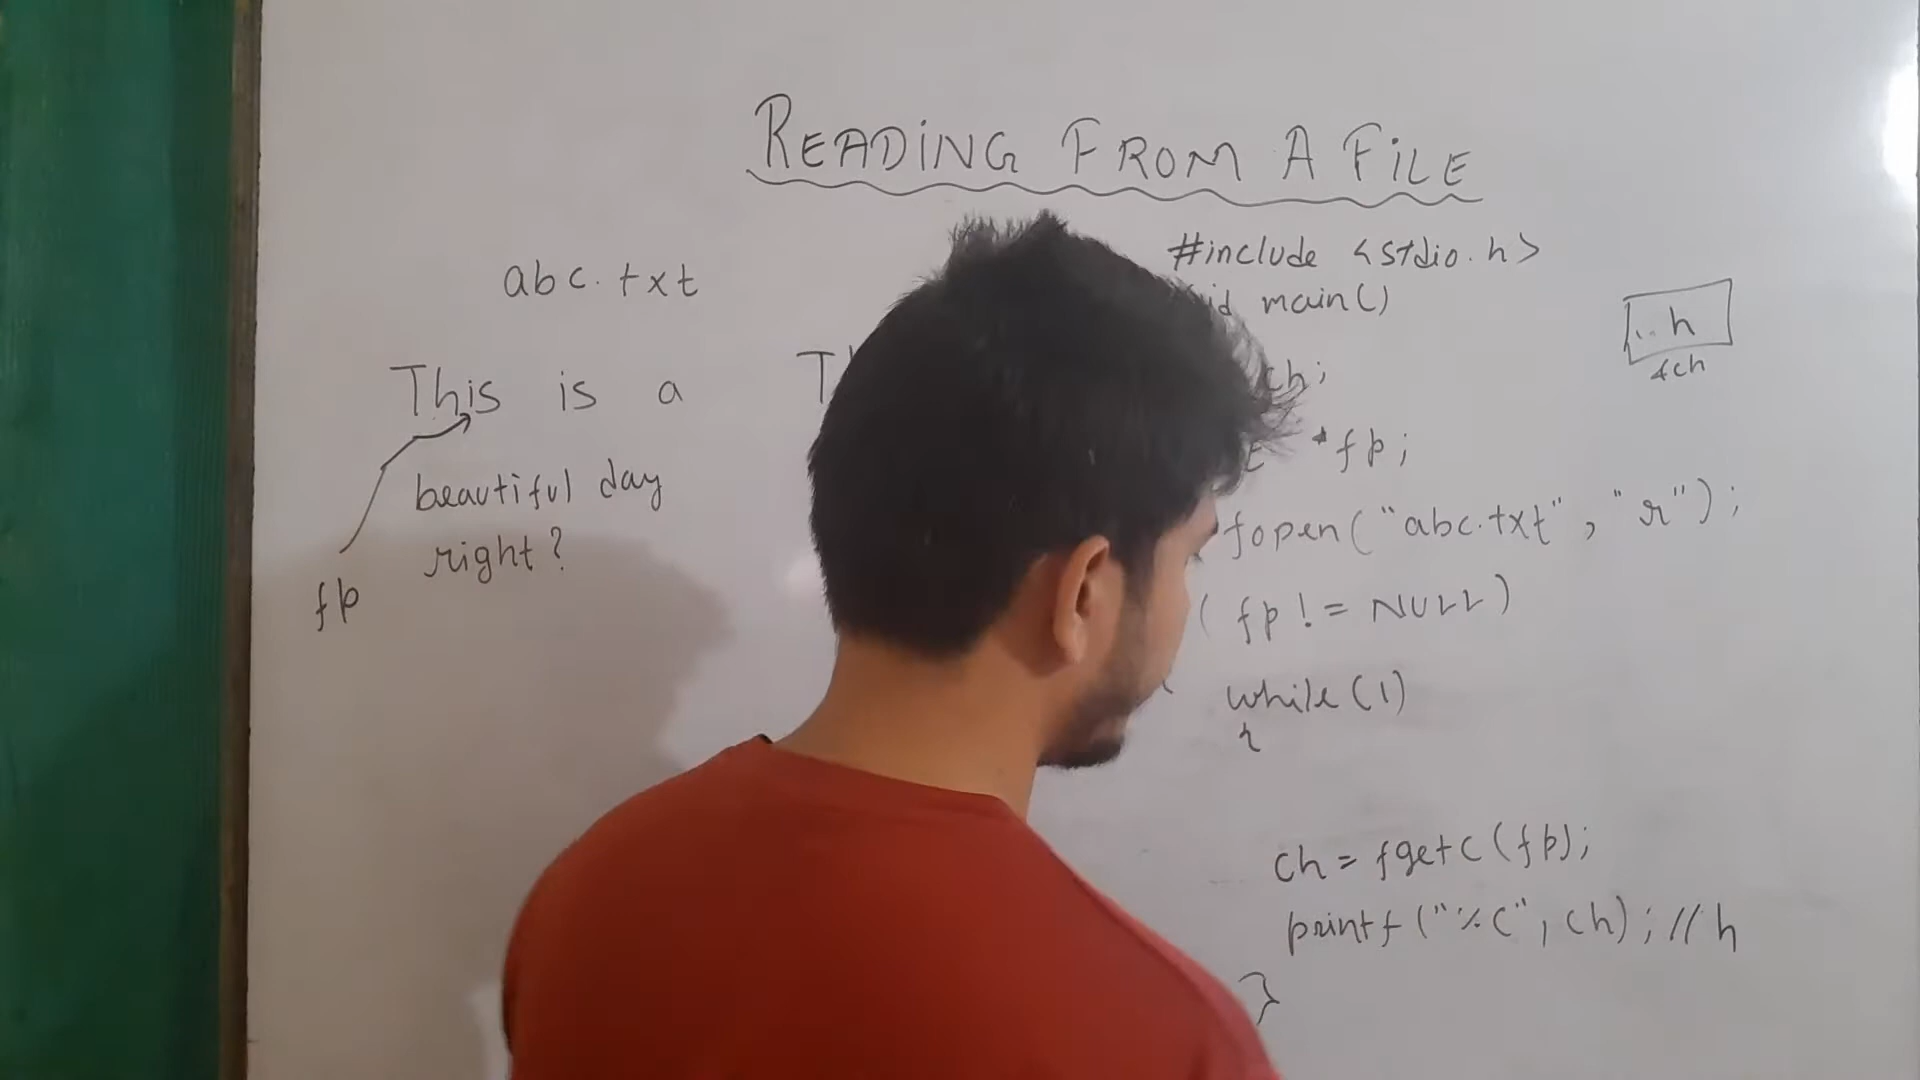 READING FROM A FILE
abc.txt
This is a
beautiful day
right?
fp
#include <stdio.h>
main()
ch;
*fp;
fopen("abc.txt", "r");
(fp != NULL)
while(1)
{
ch = fgetc(fp);
printf("%c", ch); // h
}
h
ch